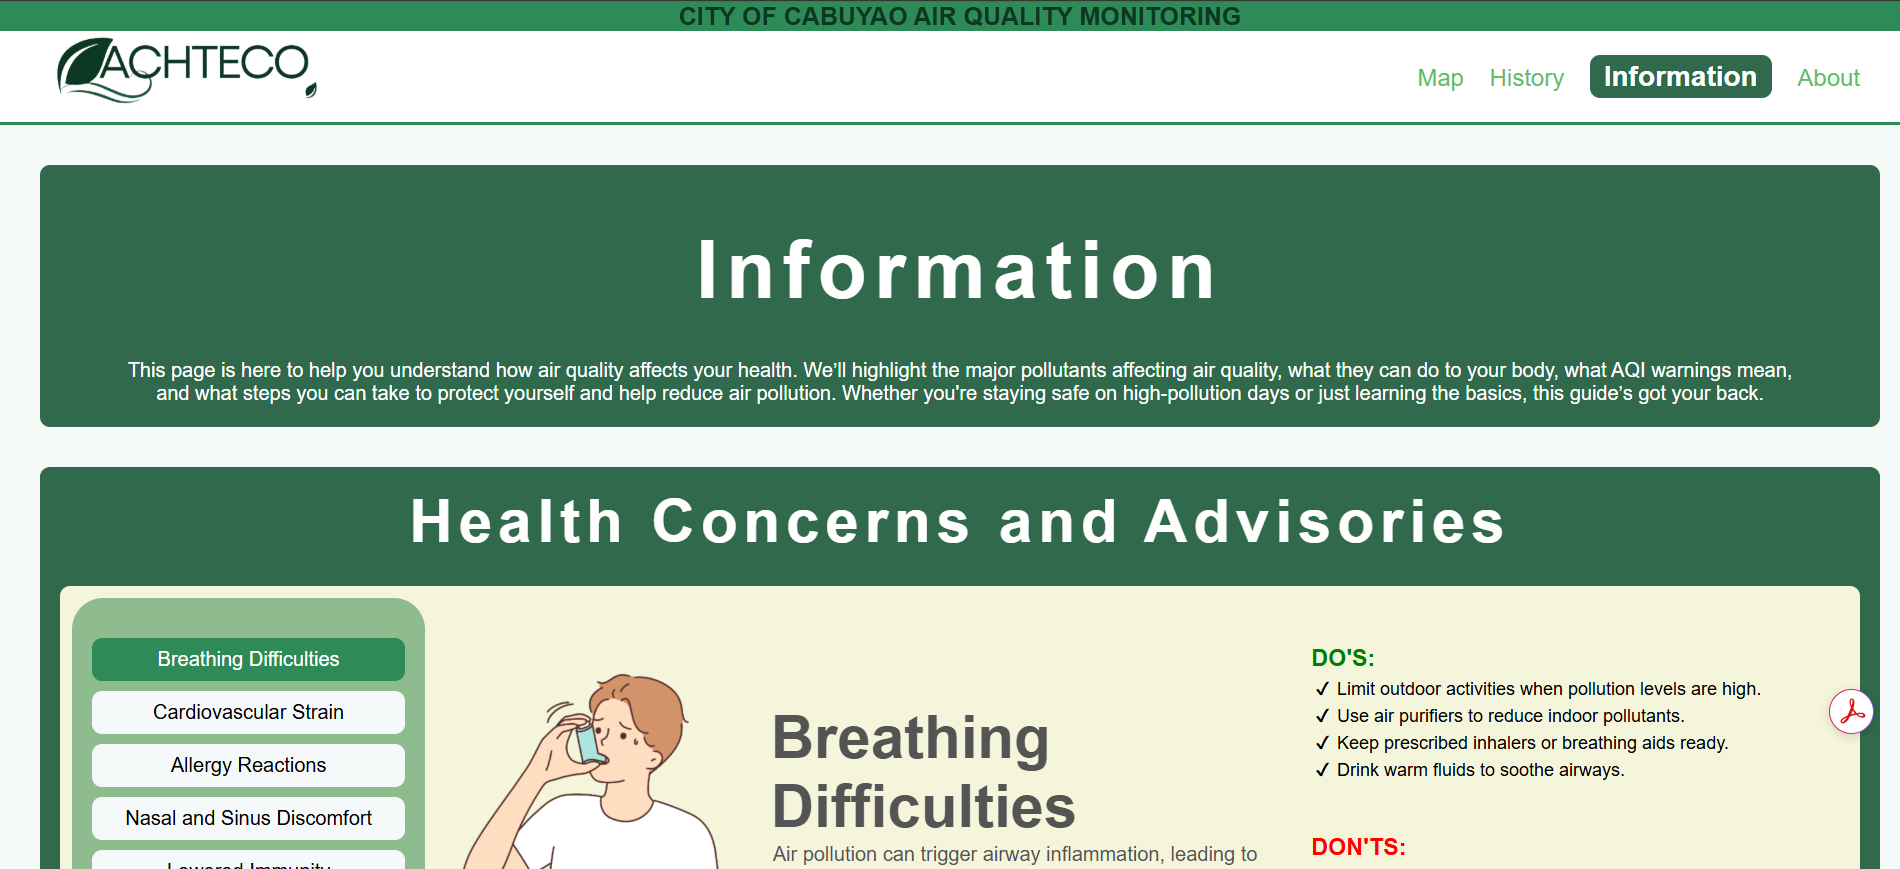 CITY OF CABUYAO AIR QUALITY MONITORING
ACHTECO
Map
History
Information
About
Information
This page is here to help you understand how air quality affects your health. We’ll highlight the major pollutants affecting air quality, what they can do to your body, what AQI warnings mean,
and what steps you can take to protect yourself and help reduce air pollution. Whether you're staying safe on high-pollution days or just learning the basics, this guide’s got your back.
Health Concerns and Advisories
Breathing Difficulties
Cardiovascular Strain
Allergy Reactions
Nasal and Sinus Discomfort
Lowered Immunity
Breathing
Difficulties
Air pollution can trigger airway inflammation, leading to
DO'S:
✓ Limit outdoor activities when pollution levels are high.
✓ Use air purifiers to reduce indoor pollutants.
✓ Keep prescribed inhalers or breathing aids ready.
✓ Drink warm fluids to soothe airways.
DON'TS: